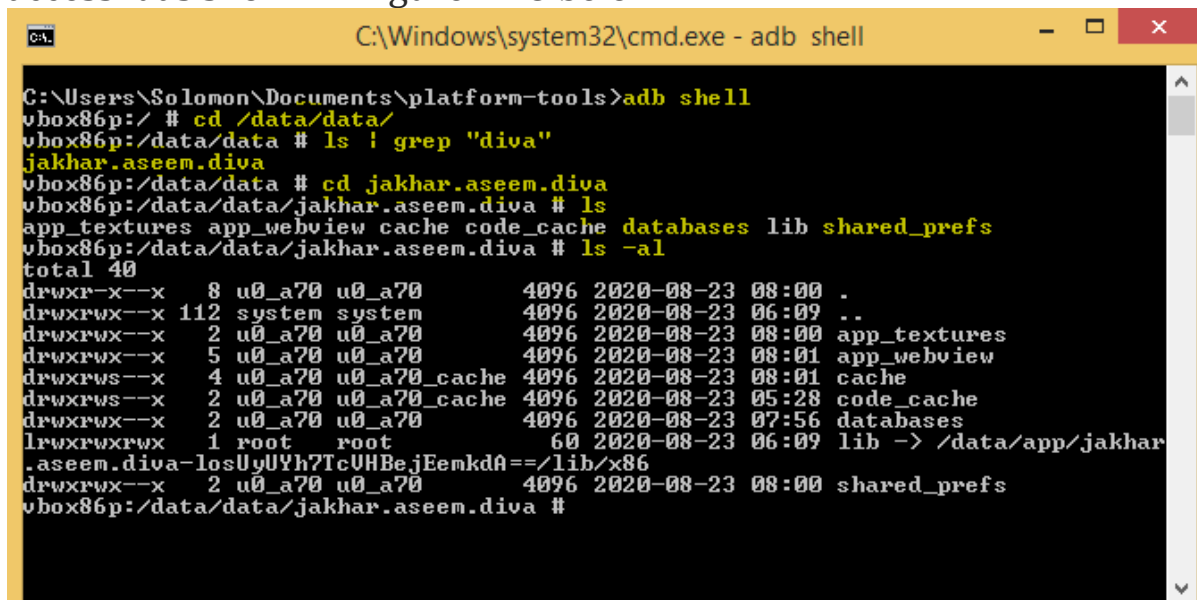 C:\Windows\system32\cmd.exe - adb shell
C:\Users\Solomon\Documents\platform-tools>adb shell
vbox86p:/ # cd /data/data/
vbox86p:/data/data # ls | grep "diva"
jakhar.aseem.diva
vbox86p:/data/data # cd jakhar.aseem.diva
vbox86p:/data/data/jakhar.aseem.diva # ls
app_textures app_webview cache code_cache databases lib shared_prefs
vbox86p:/data/data/jakhar.aseem.diva # ls -al
total 40
drwxr-x--x 8 u0_a70 u0_a70 4096 2020-08-23 08:00 .
drwxrwx--x 112 system system 4096 2020-08-23 06:09 ..
drwxrwx--x 2 u0_a70 u0_a70 4096 2020-08-23 08:00 app_textures
drwxrwx--x 5 u0_a70 u0_a70 4096 2020-08-23 08:01 app_webview
drwxrws--x 4 u0_a70 u0_a70_cache 4096 2020-08-23 08:01 cache
drwxrws--x 2 u0_a70 u0_a70_cache 4096 2020-08-23 05:28 code_cache
drwxrwx--x 2 u0_a70 u0_a70 4096 2020-08-23 07:56 databases
lrwxrwxrwx 1 root root 60 2020-08-23 06:09 lib -> /data/app/jakhar
.aseem.diva-losUyUYh7TcVHBejEemkdA==/lib/x86
drwxrwx--x 2 u0_a70 u0_a70 4096 2020-08-23 08:00 shared_prefs
vbox86p:/data/data/jakhar.aseem.diva #